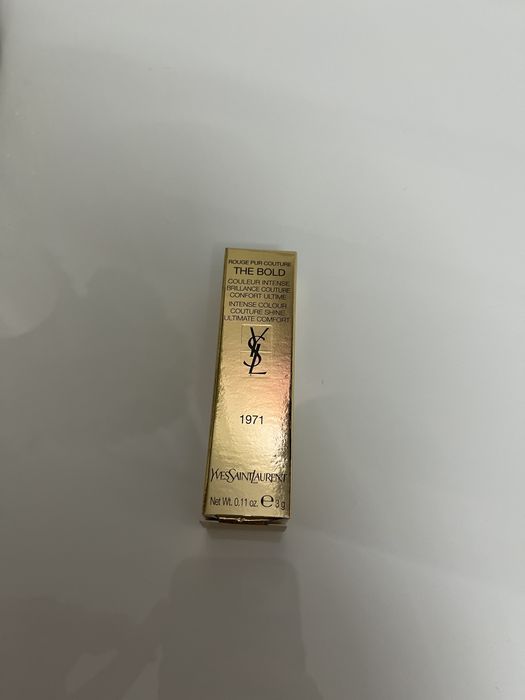 ROUGE PUR COUTURE
THE BOLD
COULEUR INTENSE
BRILLANCE COUTURE
CONFORT ULTIME
INTENSE COLOUR
COUTURE SHINE
ULTIMATE COMFORT
YSL
1971
YVESSAINTLAURENT
Net Wt. 0.11 oz. ℮ 3 g